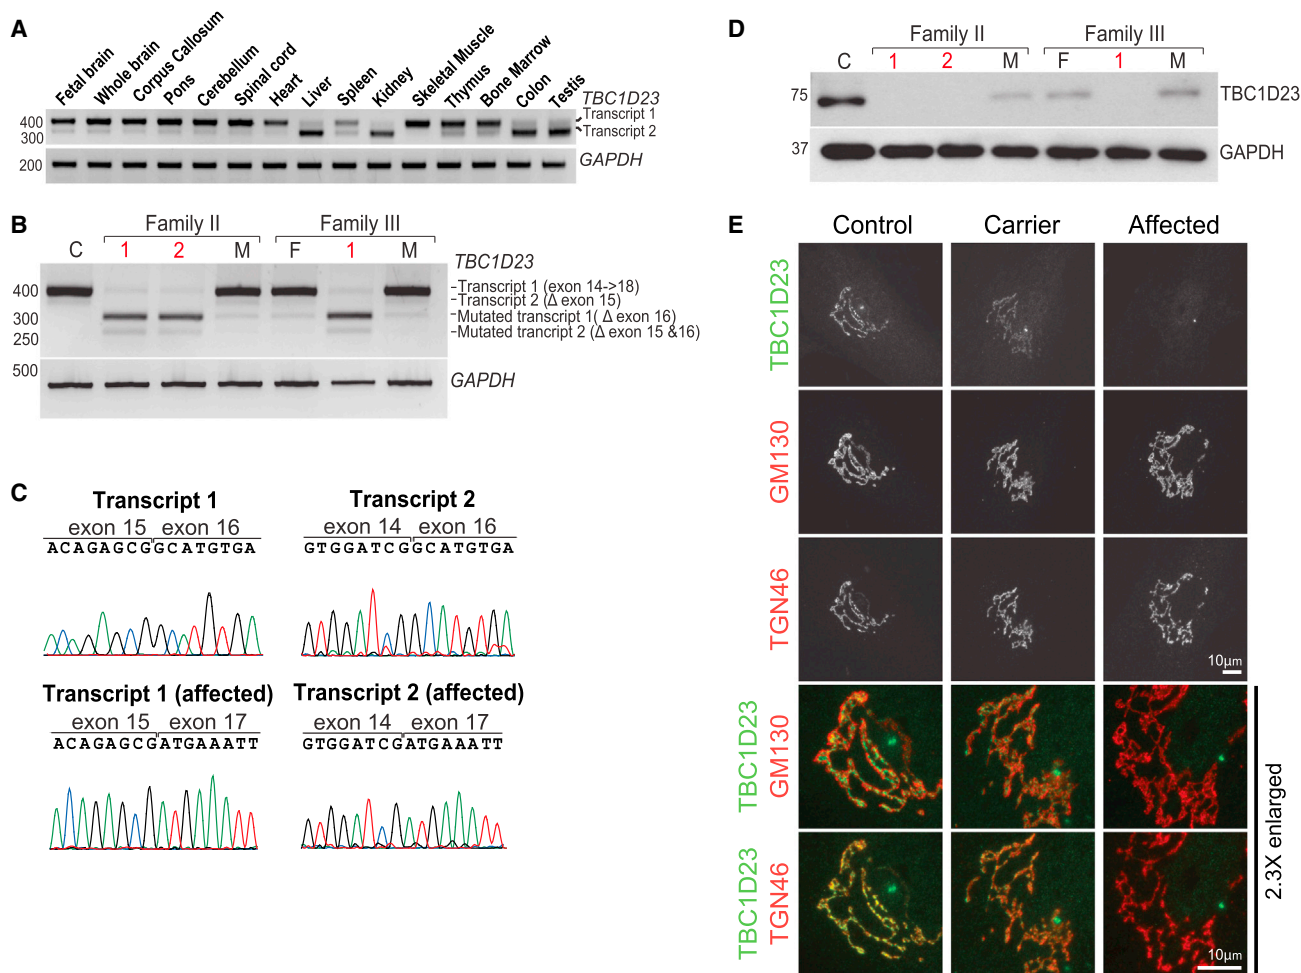 A
Fetal brain
Whole brain
Corpus Callosum
Pons
Cerebellum
Spinal cord
Heart
Liver
Spleen
Kidney
Skeletal Muscle
Thymus
Bone Marrow
Colon
Testis
TBC1D23
400
Transcript 1
300
Transcript 2
200
GAPDH
B
Family II
Family III
C
1
2
M
F
1
M
TBC1D23
400
Transcript 1 (exon 14->18)
Transcript 2 (Δ exon 15)
300
Mutated transcript 1( Δ exon 16)
250
Mutated trancript 2 (Δ exon 15 &16)
500
GAPDH
C
Transcript 1
exon 15 exon 16
ACAGAGCGGCATGTGA
Transcript 2
exon 14 exon 16
GTGGATCGGCATGTGA
Transcript 1 (affected)
exon 15 exon 17
ACAGAGCGATGAAATT
Transcript 2 (affected)
exon 14 exon 17
GTGGATCGATGAAATT
D
Family II
Family III
C
1
2
M
F
1
M
75
TBC1D23
37
GAPDH
E
Control
Carrier
Affected
TBC1D23
GM130
TGN46
10µm
TBC1D23
GM130
TBC1D23
TGN46
10µm
2.3X enlarged